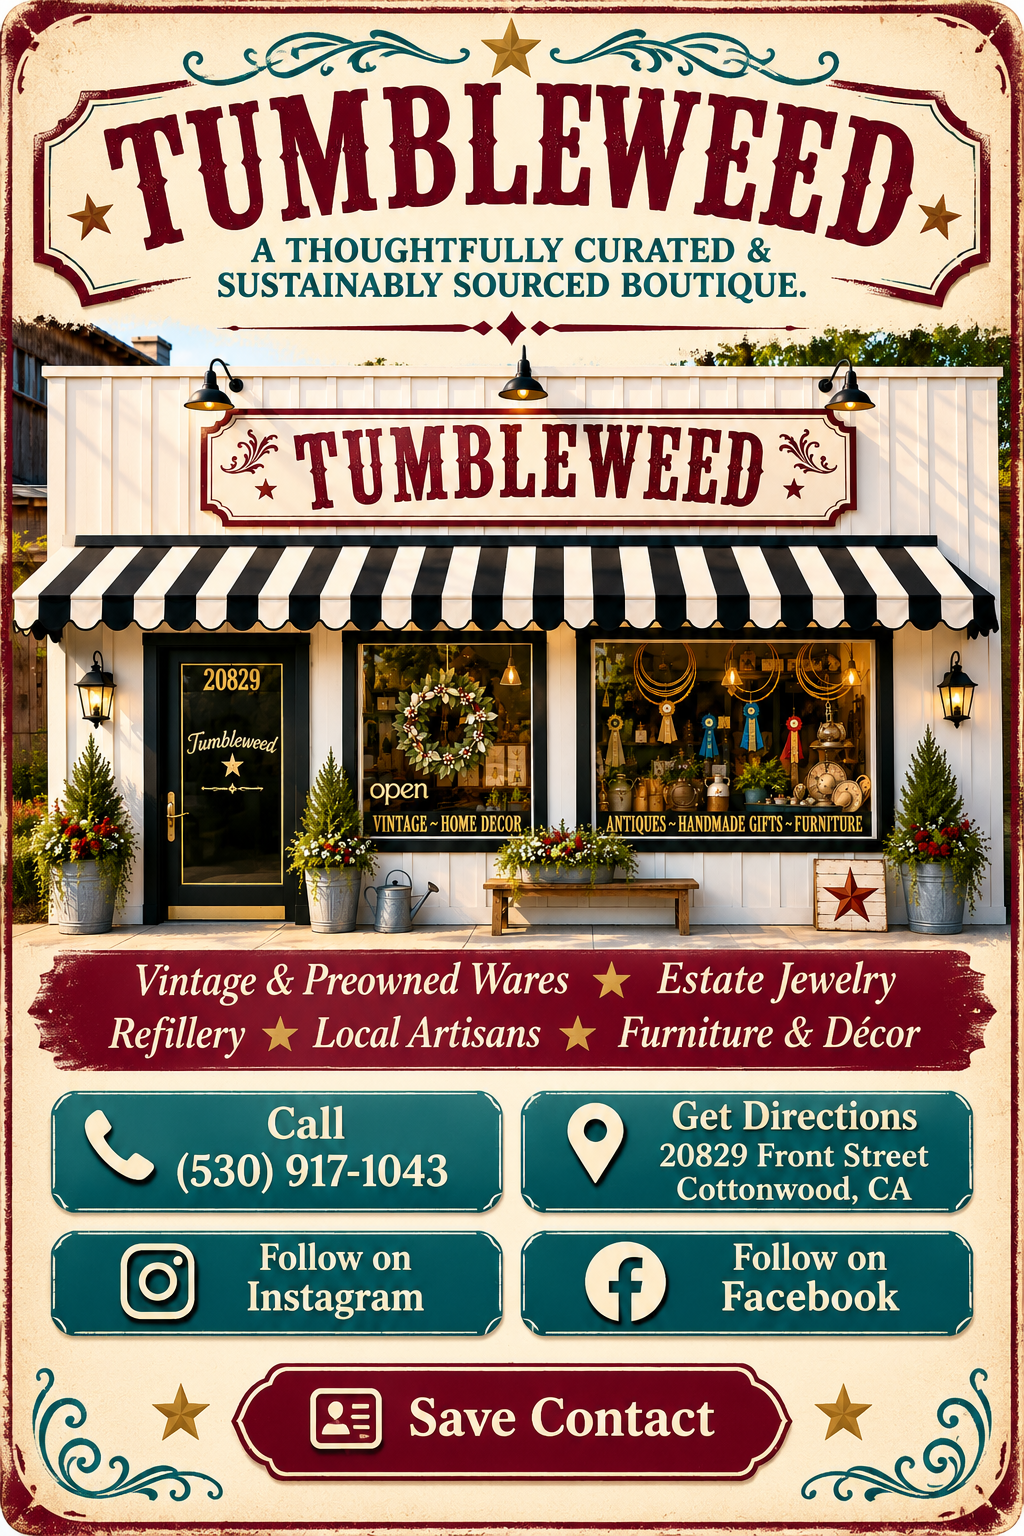 TUMBLEWEED
A THOUGHTFULLY CURATED &
SUSTAINABLY SOURCED BOUTIQUE.
TUMBLEWEED
20829
Tumbleweed
open
VINTAGE ~ HOME DECOR
ANTIQUES ~ HANDMADE GIFTS ~ FURNITURE
Vintage & Preowned Wares ★ Estate Jewelry
Refillery ★ Local Artisans ★ Furniture & Décor
Call
(530) 917-1043
Get Directions
20829 Front Street
Cottonwood, CA
Follow on
Instagram
Follow on
Facebook
Save Contact